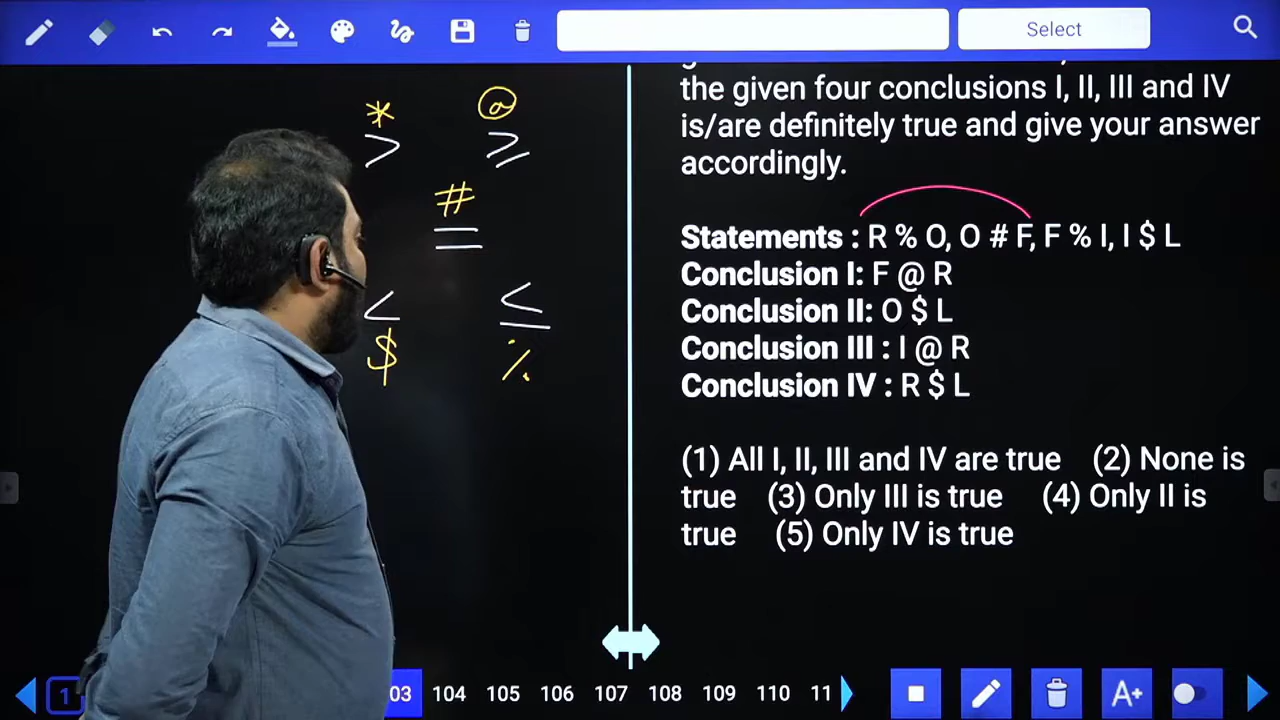 Select
* @
> ≥
#
=
< ≤
$ %
the given four conclusions I, II, III and IV
is/are definitely true and give your answer
accordingly.
Statements : R % O, O # F, F % I, I $ L
Conclusion I: F @ R
Conclusion II: O $ L
Conclusion III : I @ R
Conclusion IV : R $ L
(1) All I, II, III and IV are true (2) None is
true (3) Only III is true (4) Only II is
true (5) Only IV is true
1 03 104 105 106 107 108 109 110 11 A+